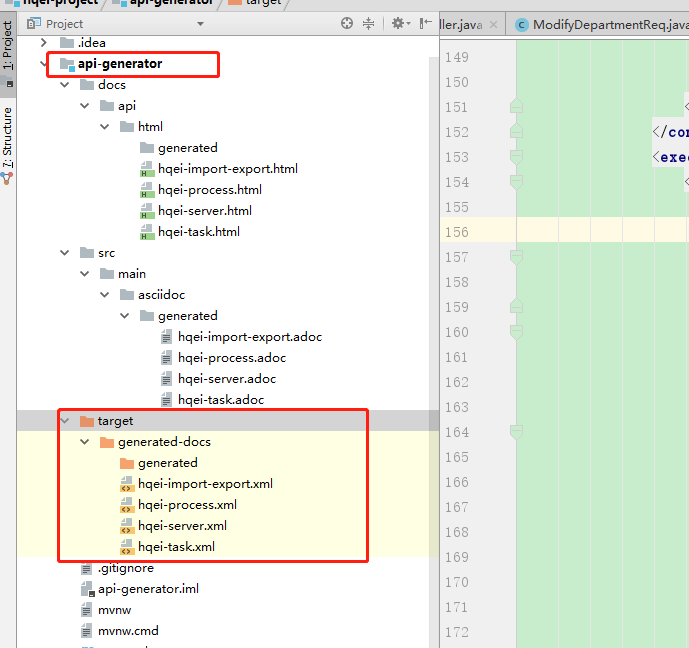 hqei-project api-generator target
Project
1: Project
7: Structure
ller.java
ModifyDepartmentReq.java
.idea
api-generator
docs
api
html
generated
hqei-import-export.html
hqei-process.html
hqei-server.html
hqei-task.html
src
main
asciidoc
generated
hqei-import-export.adoc
hqei-process.adoc
hqei-server.adoc
hqei-task.adoc
target
generated-docs
generated
hqei-import-export.xml
hqei-process.xml
hqei-server.xml
hqei-task.xml
.gitignore
api-generator.iml
mvnw
mvnw.cmd
149
150
151 <
152 </con
153 <exec
154 <
155
156
157
158
159
160
161
162
163
164
165
166
167
168
169
170
171
172